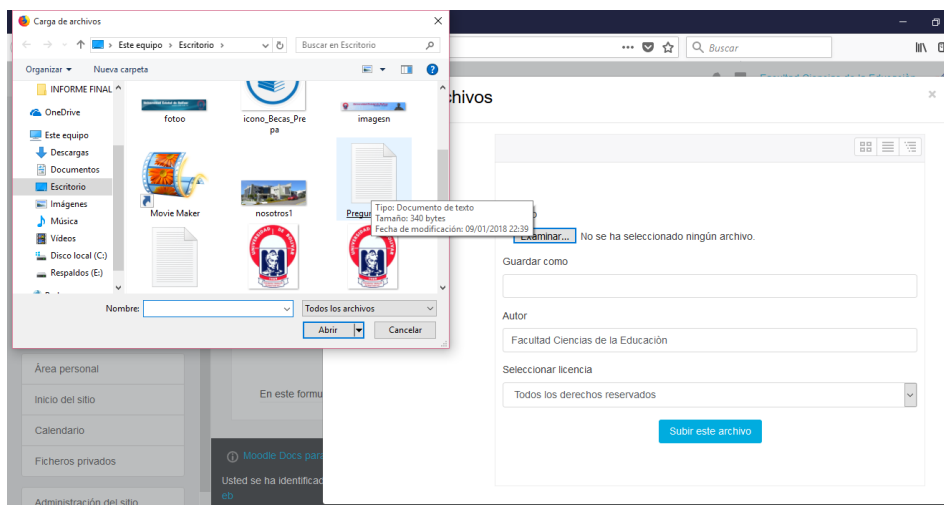 Carga de archivos
Este equipo > Escritorio >
Buscar en Escritorio
Organizar
Nueva carpeta
INFORME FINAL
OneDrive
Este equipo
Descargas
Documentos
Escritorio
Imágenes
Música
Vídeos
Disco local (C:)
Respaldos (E:)
fotoo
icono_Becas_Pre
pa
imagesn
Movie Maker
nosotros1
Tipo: Documento de texto
Tamaño: 340 bytes
Fecha de modificación: 09/01/2018 22:39
Nombre:
Todos los archivos
Abrir
Cancelar
Buscar
Facultad Ciencias de la Educación
chivos
Examinar...
No se ha seleccionado ningún archivo.
Guardar como
Autor
Facultad Ciencias de la Educación
Seleccionar licencia
Todos los derechos reservados
Subir este archivo
Área personal
Inicio del sitio
Calendario
Ficheros privados
Administración del sitio
En este formu
Moodle Docs para
Usted se ha identificad
eb